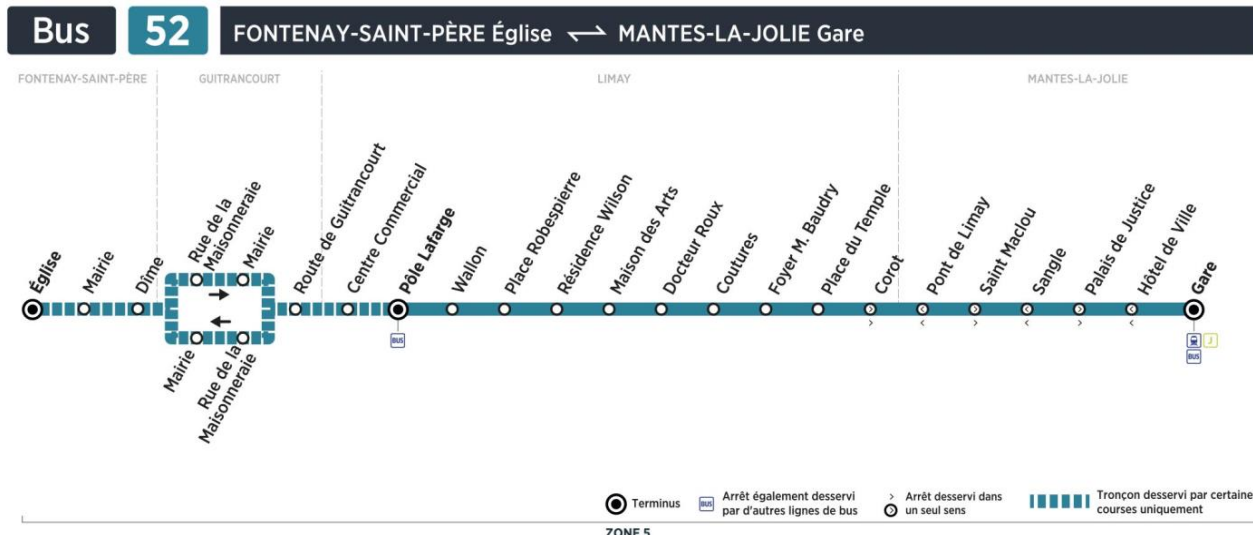 Bus 52 FONTENAY-SAINT-PÈRE Église ⇌ MANTES-LA-JOLIE Gare
FONTENAY-SAINT-PÈRE GUITRANCOURT LIMAY MANTES-LA-JOLIE
Église
Mairie
Dîme
Rue de la
Maisonneraie
Mairie
Mairie
Rue de la
Maisonneraie
Route de Guitrancourt
Centre Commercial
Pôle Lafarge
BUS
Wallon
Place Robespierre
Résidence Wilson
Maison des Arts
Docteur Roux
Coutures
Foyer M. Baudry
Place du Temple
Corot
Pont de Limay
Saint Maclou
Sangle
Palais de Justice
Hôtel de Ville
Gare
J
BUS
Terminus
BUS
Arrêt également desservi
par d'autres lignes de bus
Arrêt desservi dans
un seul sens
Tronçon desservi par certaine
courses uniquement
ZONE 5